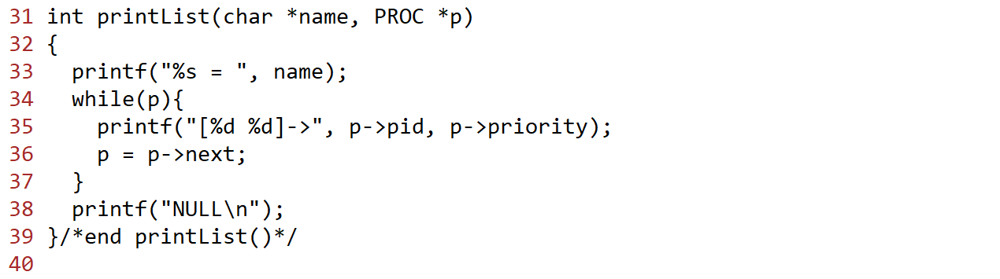 31 int printList(char *name, PROC *p)
32 {
33   printf("%s = ", name);
34   while(p){
35     printf("[%d %d]->", p->pid, p->priority);
36     p = p->next;
37   }
38   printf("NULL\n");
39 }/*end printList()*/
40